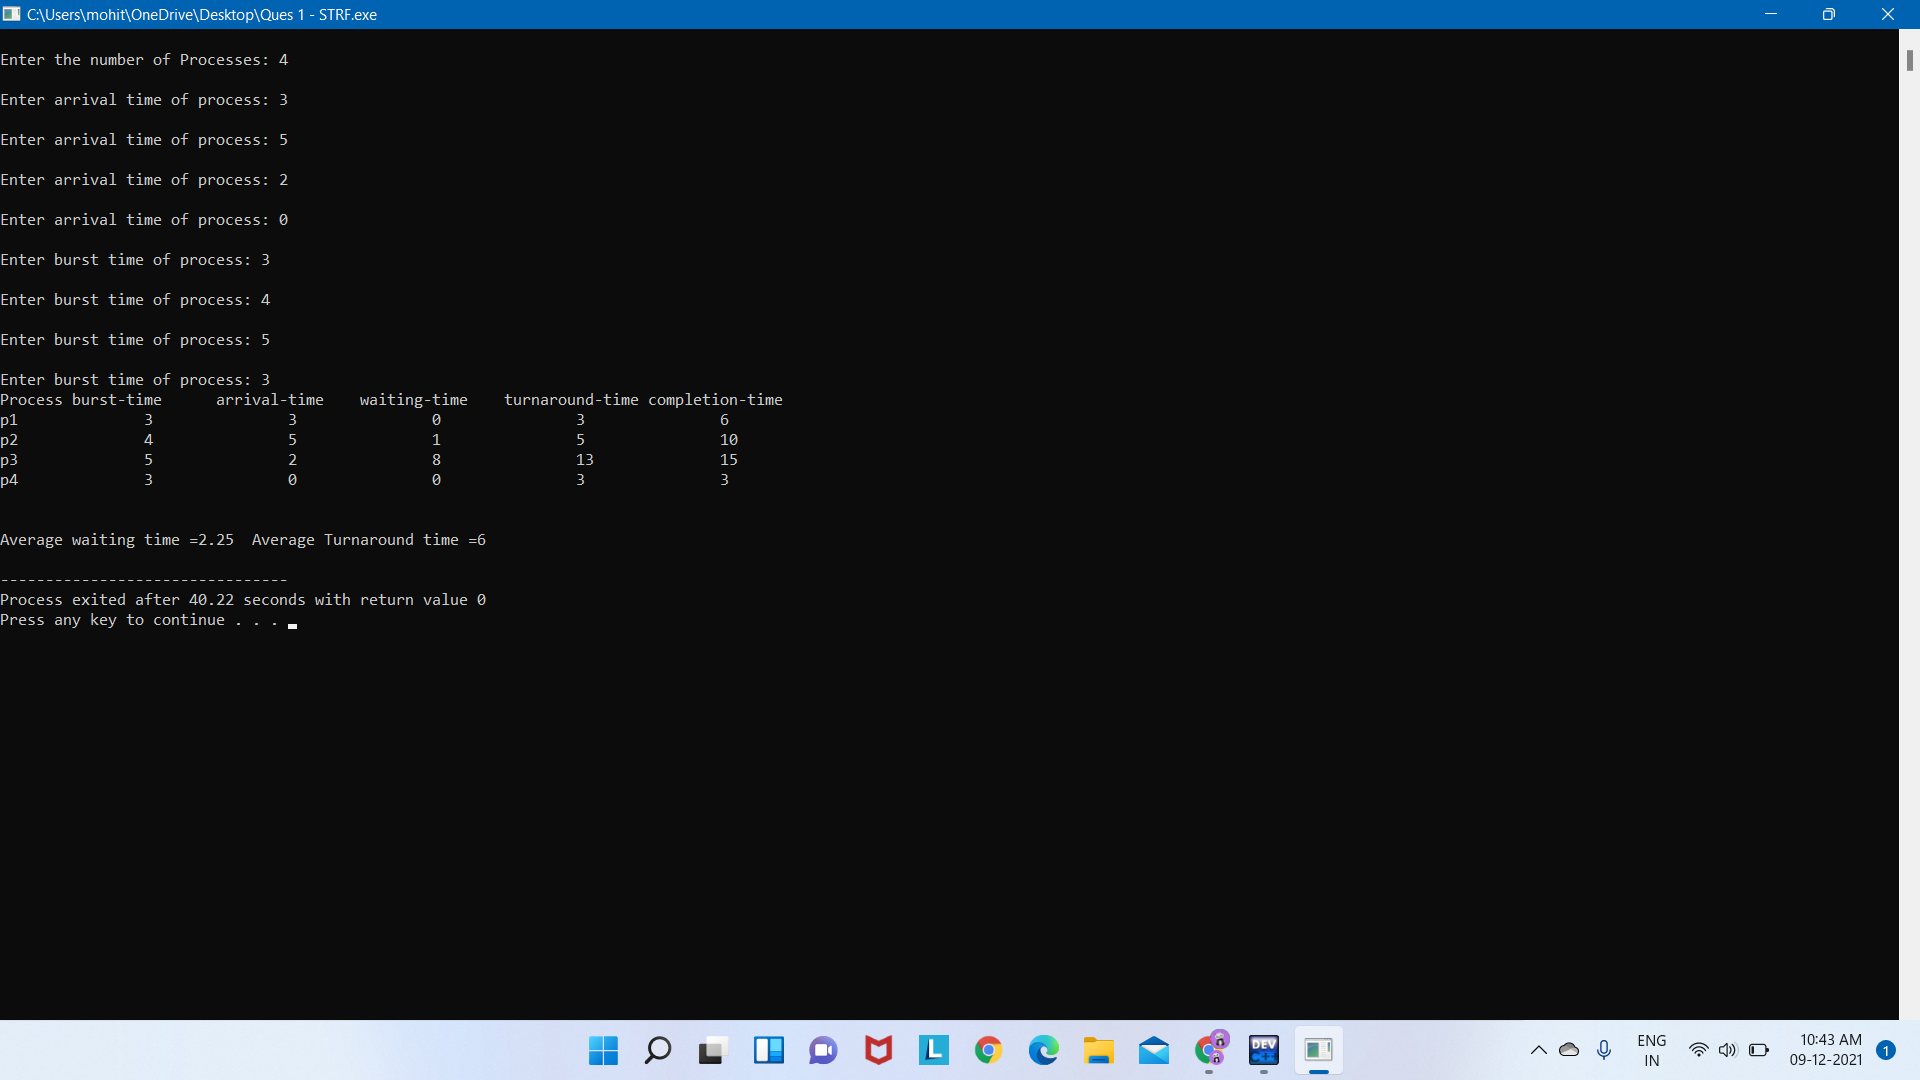 C:\Users\mohit\OneDrive\Desktop\Ques 1 - STRF.exe
Enter the number of Processes: 4
Enter arrival time of process: 3
Enter arrival time of process: 5
Enter arrival time of process: 2
Enter arrival time of process: 0
Enter burst time of process: 3
Enter burst time of process: 4
Enter burst time of process: 5
Enter burst time of process: 3
Process burst-time arrival-time waiting-time turnaround-time completion-time
p1 3 3 0 3 6
p2 4 5 1 5 10
p3 5 2 8 13 15
p4 3 0 0 3 3
Average waiting time =2.25 Average Turnaround time =6
--------------------------------
Process exited after 40.22 seconds with return value 0
Press any key to continue . . .
L
DEV
C++
ENG
IN
10:43 AM
09-12-2021
1